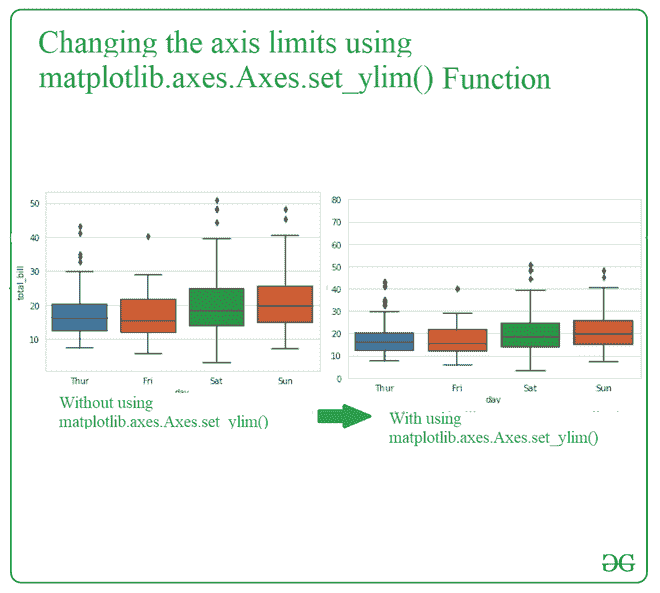 Changing the axis limits using
matplotlib.axes.Axes.set_ylim() Function
50
40
30
20
10
total_bill
Thur Fri Sat Sun
day
Without using
matplotlib.axes.Axes.set_ylim()
80
70
60
50
40
30
20
10
0
Thur Fri Sat Sun
day
With using
matplotlib.axes.Axes.set_ylim()